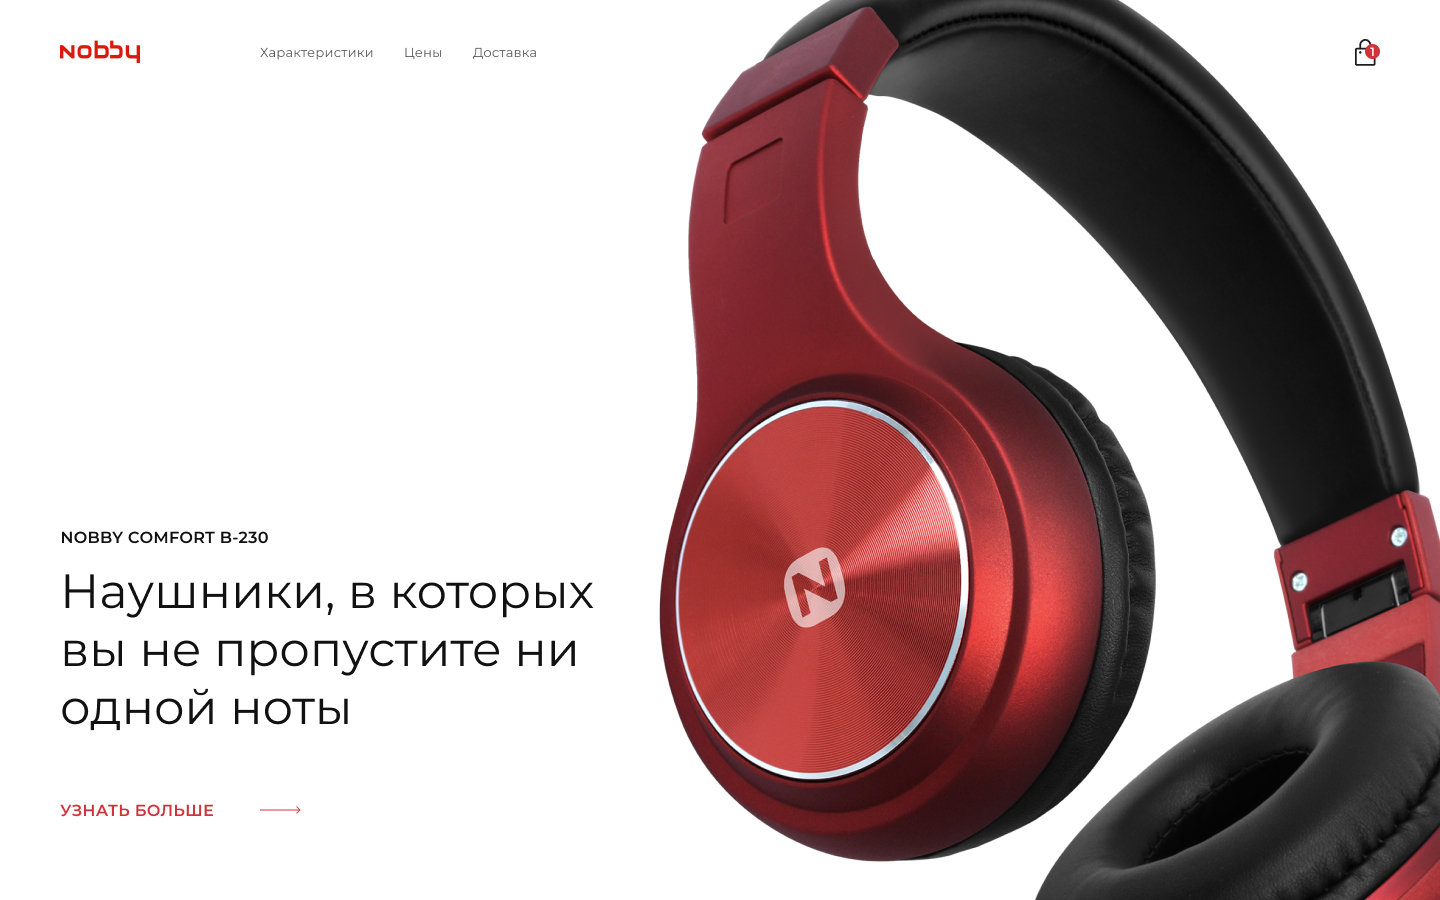 nobby
Характеристики
Цены
Доставка
1
NOBBY COMFORT B-230
Наушники, в которых
вы не пропустите ни
одной ноты
УЗНАТЬ БОЛЬШЕ
N